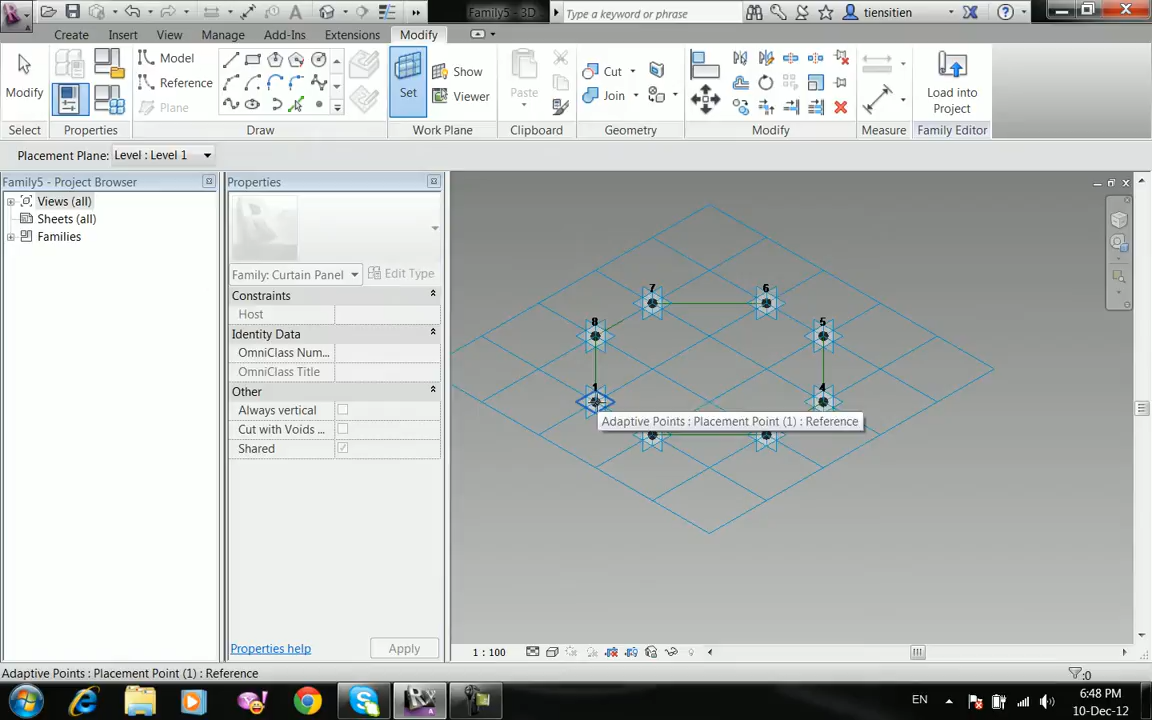 Family5 - 3D
Type a keyword or phrase
tiensitien
Create
Insert
View
Manage
Add-Ins
Extensions
Modify
Modify
Model
Reference
Plane
Set
Show
Viewer
Paste
Cut
Join
Load into
Project
Select
Properties
Draw
Work Plane
Clipboard
Geometry
Modify
Measure
Family Editor
Placement Plane: Level : Level 1
Family5 - Project Browser
Views (all)
Sheets (all)
Families
Properties
Family: Curtain Panel
Edit Type
Constraints
Host
Identity Data
OmniClass Num...
OmniClass Title
Other
Always vertical
Cut with Voids ...
Shared
Properties help
Apply
7
6
8
5
1
4
Adaptive Points : Placement Point (1) : Reference
1 : 100
Adaptive Points : Placement Point (1) : Reference
:0
EN
6:48 PM
10-Dec-12